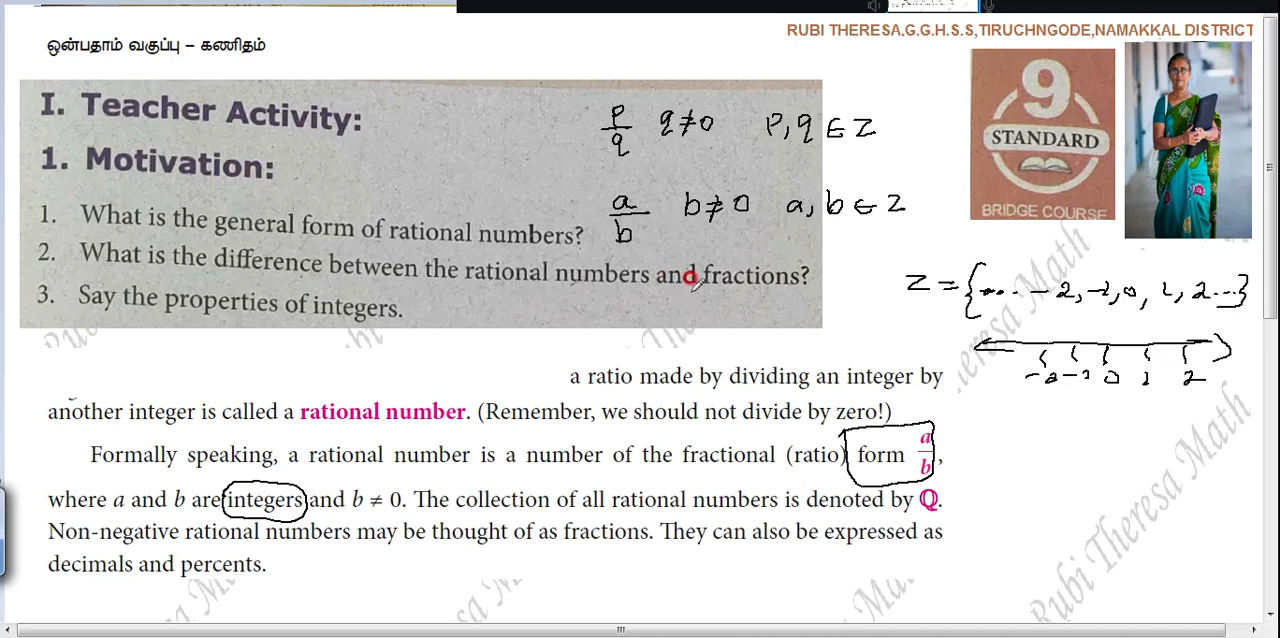 RUBI THERESA.G.G.H.S.S,TIRUCHNGODE,NAMAKKAL DISTRICT
ஒன்பதாம் வகுப்பு – கணிதம்
9
STANDARD
BRIDGE COURSE
I. Teacher Activity:
p/q q≠0 p, q ∈ Z
1. Motivation:
1. What is the general form of rational numbers?
a/b b≠0 a, b ∈ Z
2. What is the difference between the rational numbers and fractions?
3. Say the properties of integers.
Z = {.... -2, -1, 0, 1, 2...}
-2 -1 0 1 2
a ratio made by dividing an integer by
another integer is called a rational number. (Remember, we should not divide by zero!)
Formally speaking, a rational number is a number of the fractional (ratio) form a/b,
where a and b are integers and b ≠ 0. The collection of all rational numbers is denoted by Q.
Non-negative rational numbers may be thought of as fractions. They can also be expressed as
decimals and percents.
Theresa Math
Rubi Theresa Math